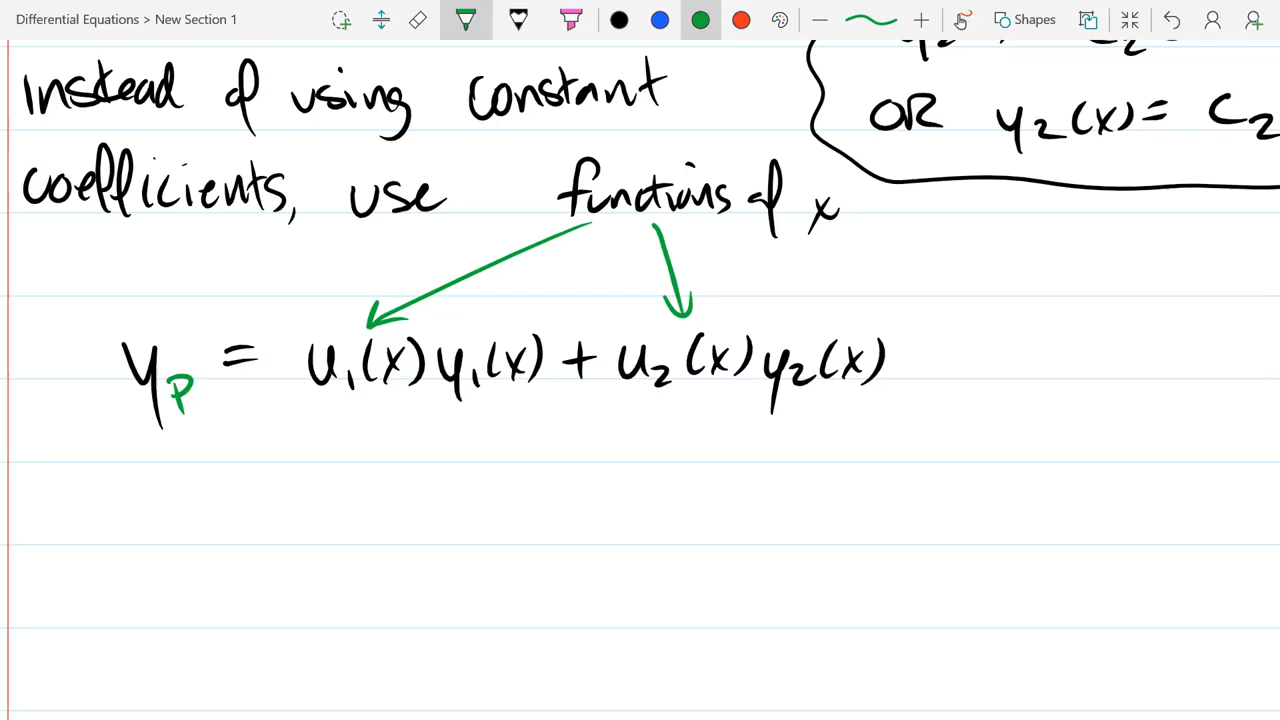 Differential Equations > New Section 1
Shapes
instead of using constant
coefficients, use functions of x
OR y₂(x) = C₂
yₚ = u₁(x)y₁(x) + u₂(x)y₂(x)